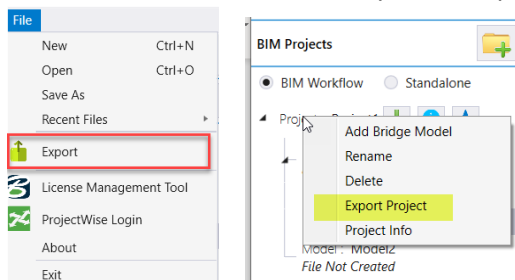 File
New Ctrl+N
Open Ctrl+O
Save As
Recent Files
Export
License Management Tool
ProjectWise Login
About
Exit
BIM Projects
BIM Workflow Standalone
Add Bridge Model
Rename
Delete
Export Project
Project Info
Model2
File Not Created